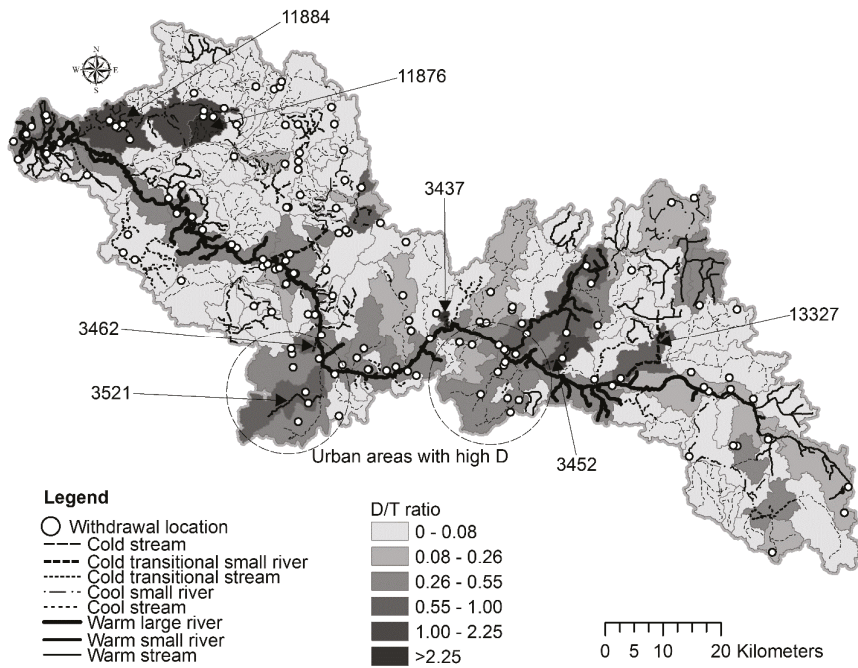 11884
11876
N
W E
S
3437
13327
3462
3521
3452
Urban areas with high D
Legend
Withdrawal location
Cold stream
Cold transitional small river
Cold transitional stream
Cool small river
Cool stream
Warm large river
Warm small river
Warm stream
D/T ratio
0 - 0.08
0.08 - 0.26
0.26 - 0.55
0.55 - 1.00
1.00 - 2.25
>2.25
0 5 10 20 Kilometers